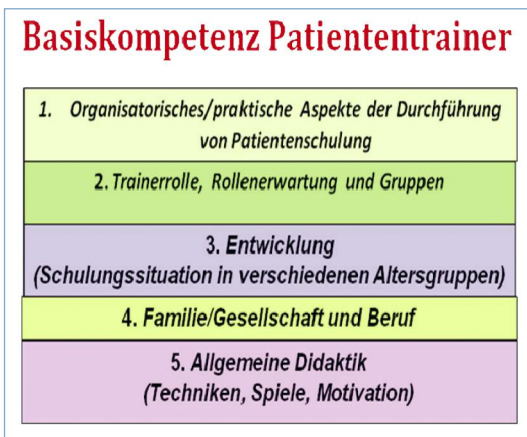 Basiskompetenz Patiententrainer
1. Organisatorisches/praktische Aspekte der Durchführung
von Patientenschulung
2. Trainerrolle, Rollenerwartung und Gruppen
3. Entwicklung
(Schulungssituation in verschiedenen Altersgruppen)
4. Familie/Gesellschaft und Beruf
5. Allgemeine Didaktik
(Techniken, Spiele, Motivation)